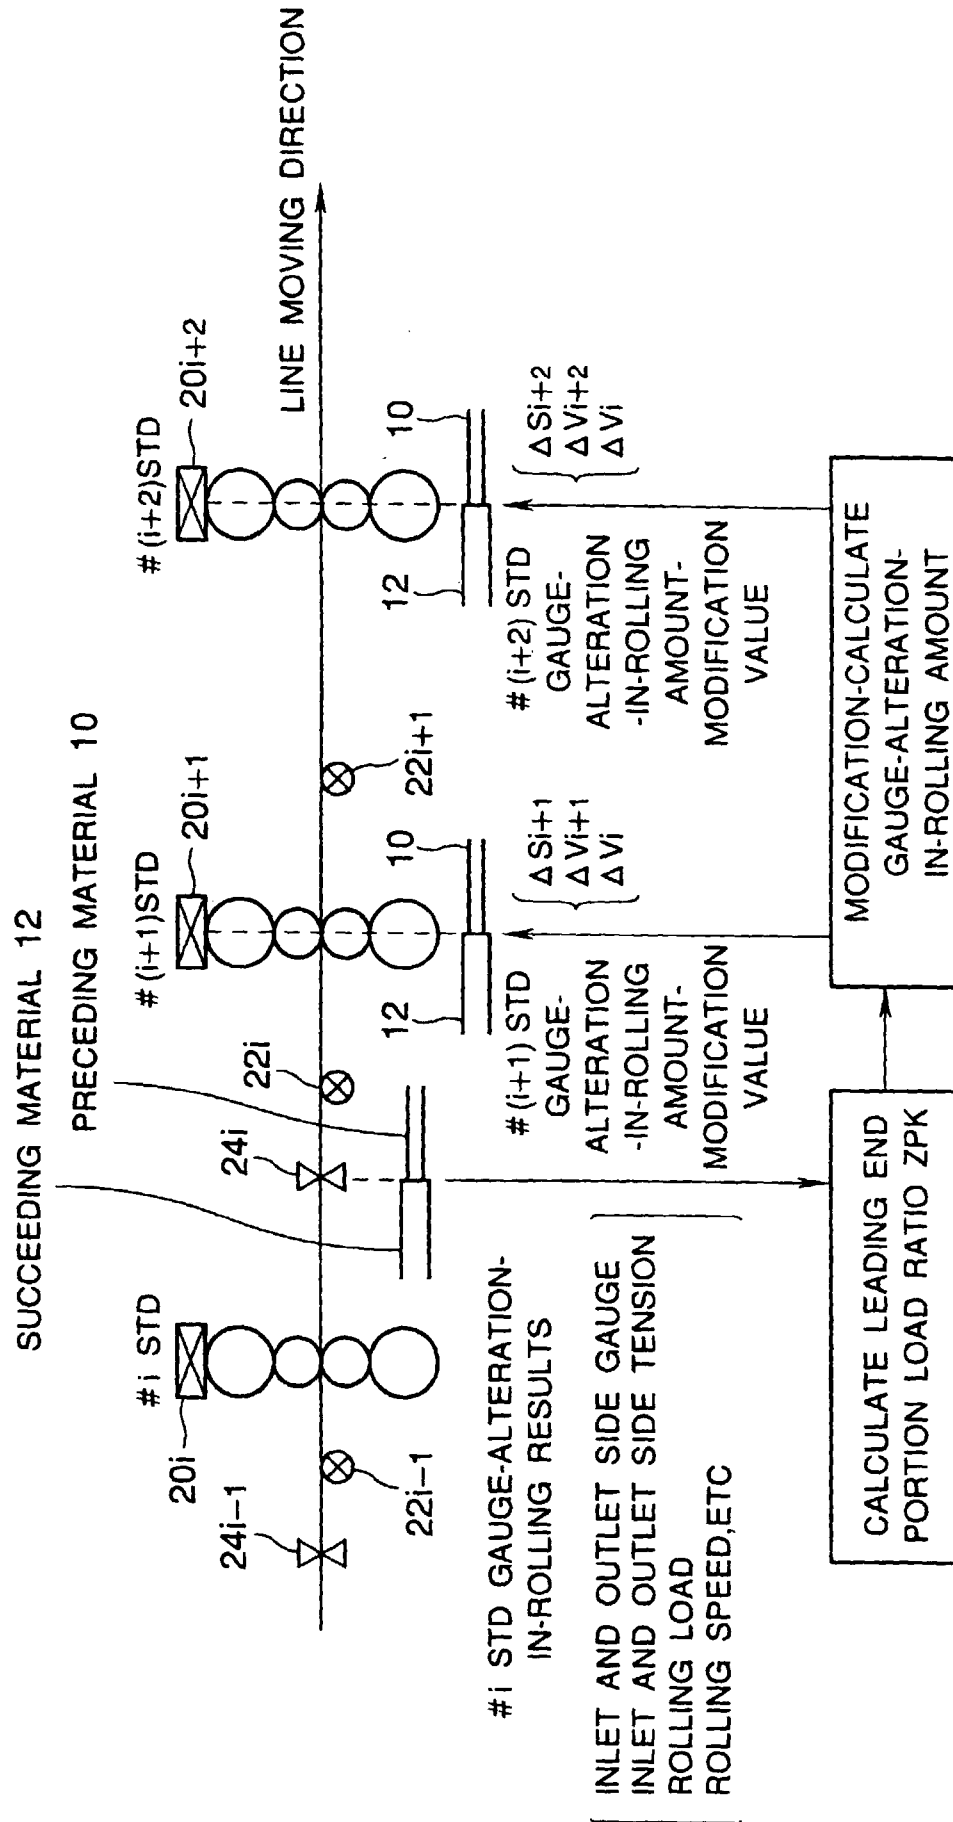 SUCCEEDING MATERIAL 12
PRECEDING MATERIAL 10
#i STD
#(i+1)STD
#(i+2)STD
20i
20i+1
20i+2
LINE MOVING DIRECTION
24i-1
24i
22i
22i-1
22i+1
12
10
12
10
#i STD GAUGE-ALTERATION-
IN-ROLLING RESULTS
INLET AND OUTLET SIDE GAUGE
INLET AND OUTLET SIDE TENSION
ROLLING LOAD
ROLLING SPEED,ETC
#(i+1) STD
GAUGE-
ALTERATION
-IN-ROLLING
AMOUNT-
MODIFICATION
VALUE
ΔSi+1
ΔVi+1
ΔVi
#(i+2) STD
GAUGE-
ALTERATION
-IN-ROLLING
AMOUNT-
MODIFICATION
VALUE
ΔSi+2
ΔVi+2
ΔVi
CALCULATE LEADING END
PORTION LOAD RATIO ZPK
MODIFICATION-CALCULATE
GAUGE-ALTERATION-
IN-ROLLING AMOUNT